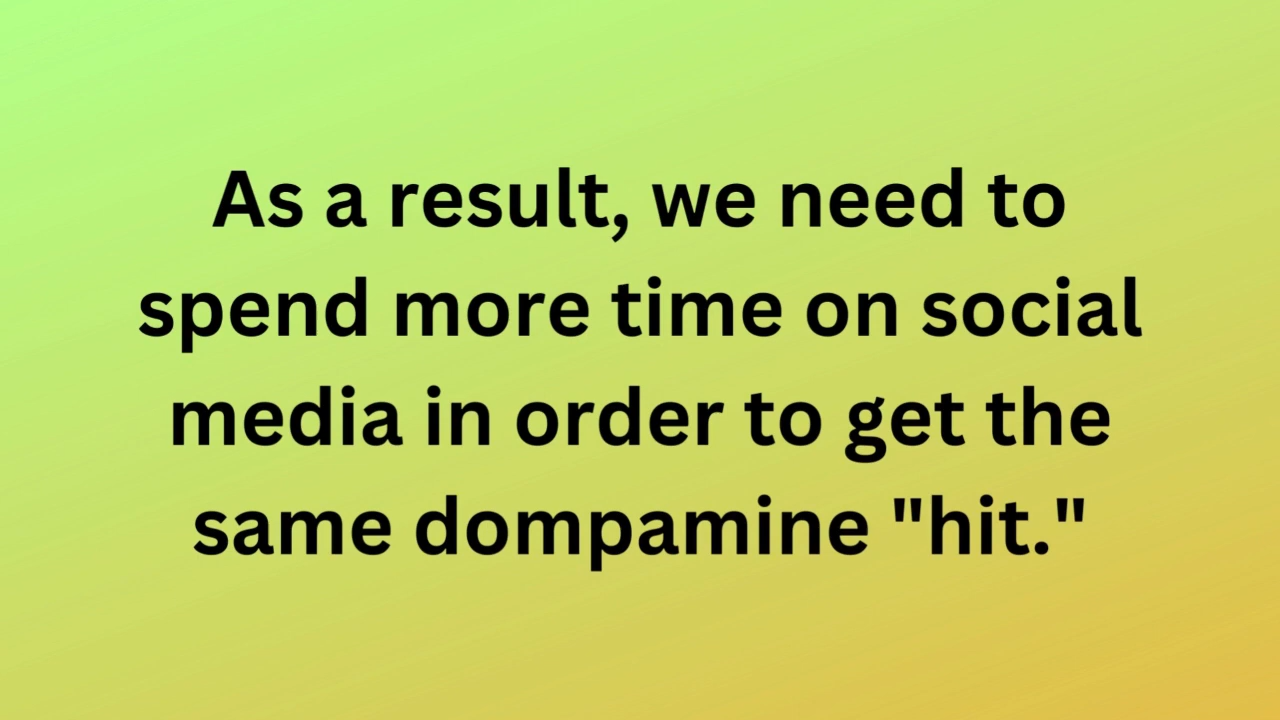 As a result, we need to
spend more time on social
media in order to get the
same dompamine "hit."